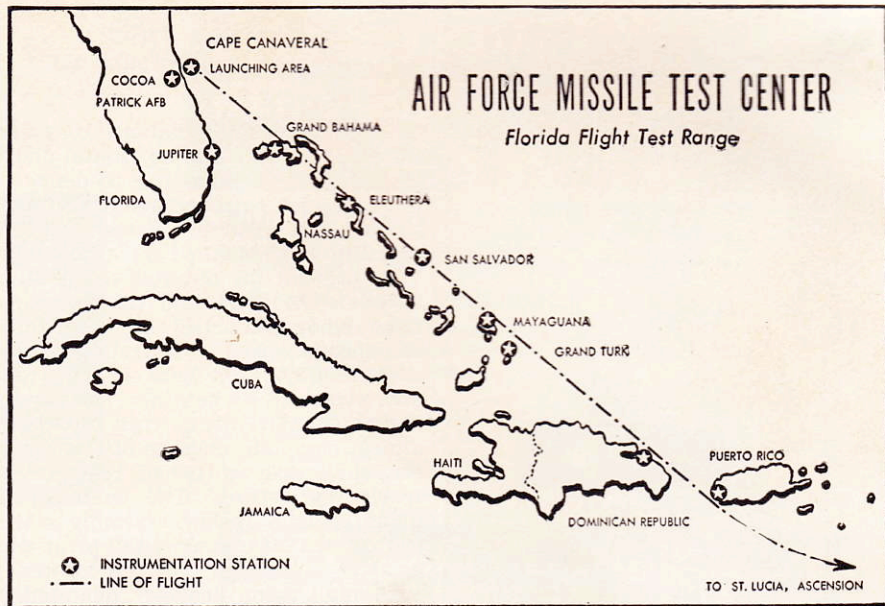 CAPE CANAVERAL
LAUNCHING AREA
COCOA
PATRICK AFB
AIR FORCE MISSILE TEST CENTER
Florida Flight Test Range
GRAND BAHAMA
JUPITER
FLORIDA
ELEUTHERA
NASSAU
SAN SALVADOR
MAYAGUANA
GRAND TURK
CUBA
HAITI
PUERTO RICO
JAMAICA
DOMINICAN REPUBLIC
INSTRUMENTATION STATION
LINE OF FLIGHT
TO ST. LUCIA, ASCENSION